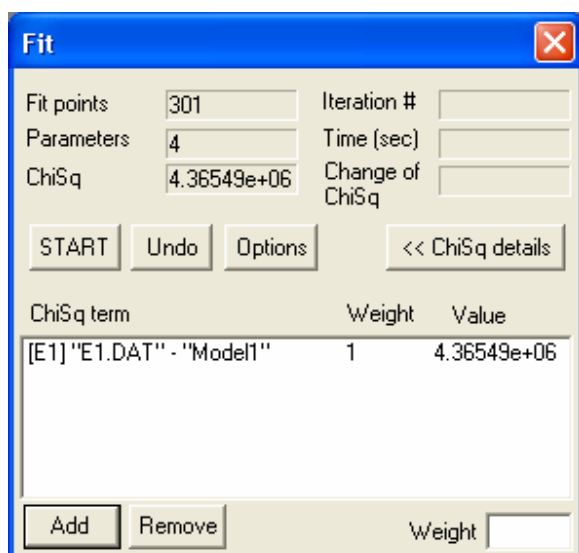 Fit
Fit points 301 Iteration #
Parameters 4 Time (sec)
ChiSq 4.36549e+06 Change of
ChiSq
START Undo Options << ChiSq details
ChiSq term Weight Value
[E1] "E1.DAT" - "Model1" 1 4.36549e+06
Add Remove Weight